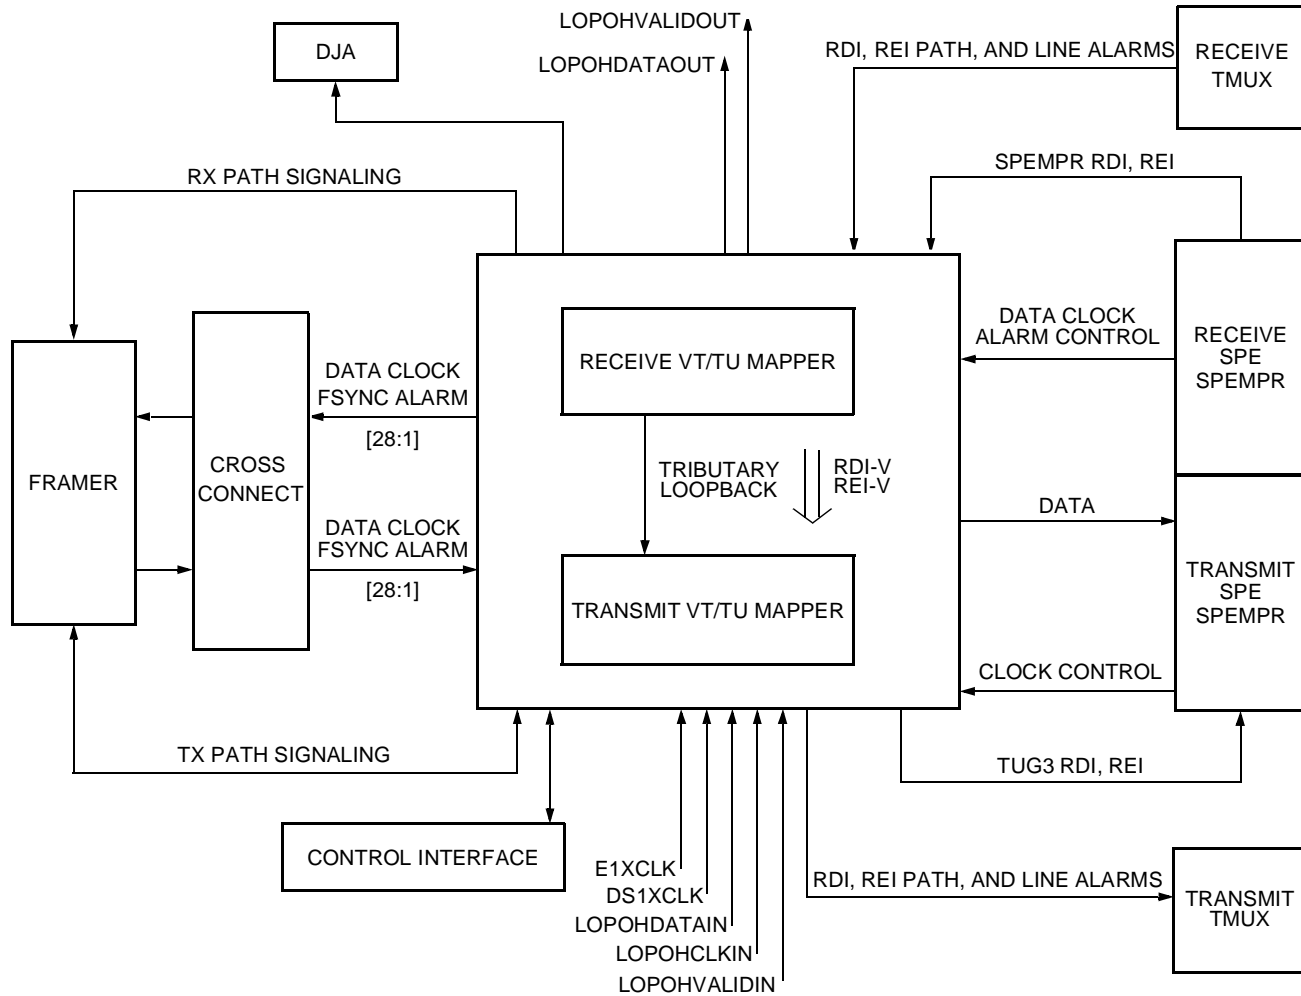 LOPOHVALIDOUT
DJA
LOPOHDATAOUT
RDI, REI PATH, AND LINE ALARMS
RECEIVE
TMUX
RX PATH SIGNALING
SPEMPR RDI, REI
DATA CLOCK
ALARM CONTROL
RECEIVE
SPE
SPEMPR
RECEIVE VT/TU MAPPER
DATA CLOCK
FSYNC ALARM
[28:1]
FRAMER
CROSS
CONNECT
TRIBUTARY
LOOPBACK
RDI-V
REI-V
DATA
DATA CLOCK
FSYNC ALARM
[28:1]
TRANSMIT VT/TU MAPPER
TRANSMIT
SPE
SPEMPR
CLOCK CONTROL
TX PATH SIGNALING
TUG3 RDI, REI
CONTROL INTERFACE
E1XCLK
DS1XCLK
LOPOHDATAIN
LOPOHCLKIN
LOPOHVALIDIN
RDI, REI PATH, AND LINE ALARMS
TRANSMIT
TMUX